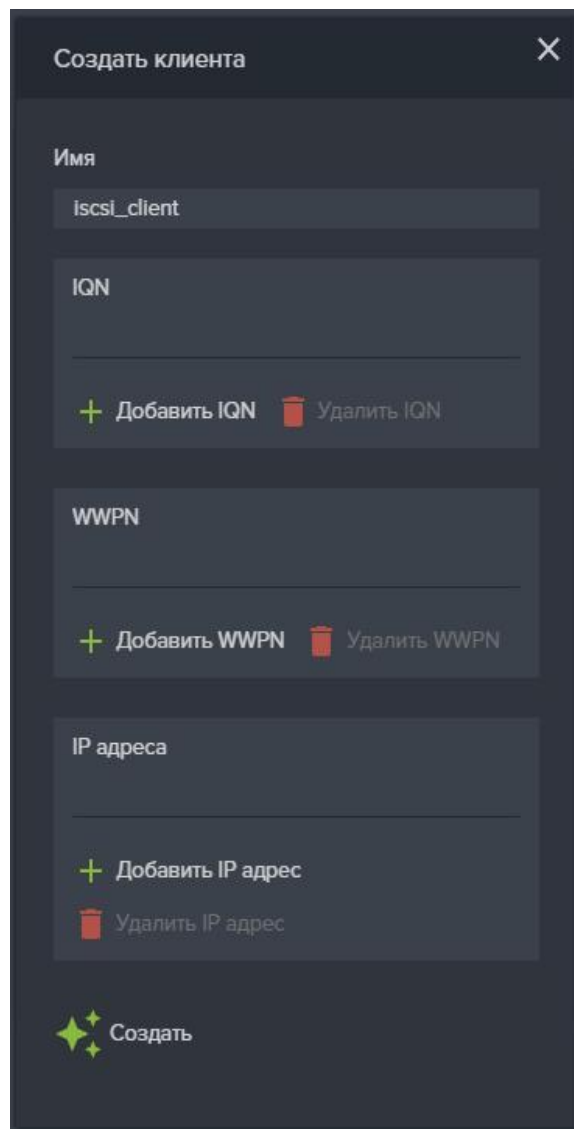 Создать клиента
Имя
iscsi_client
IQN
Добавить IQN Удалить IQN
WWPN
Добавить WWPN Удалить WWPN
IP адреса
Добавить IP адрес
Удалить IP адрес
Создать